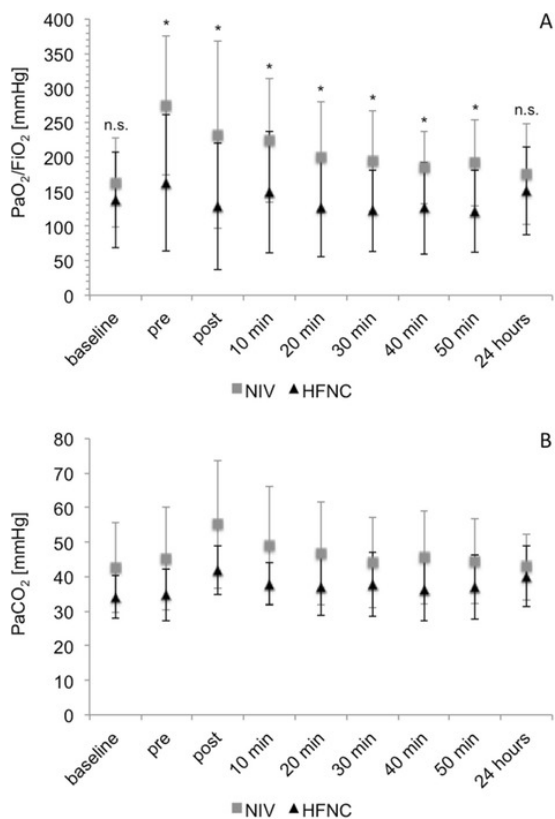 A
PaO₂/FiO₂ [mmHg]
400
350
300
250
200
150
100
50
0
n.s.
*
*
*
*
*
*
*
n.s.
baseline
pre
post
10 min
20 min
30 min
40 min
50 min
24 hours
NIV HFNC
B
PaCO₂ [mmHg]
80
70
60
50
40
30
20
10
0
baseline
pre
post
10 min
20 min
30 min
40 min
50 min
24 hours
NIV HFNC